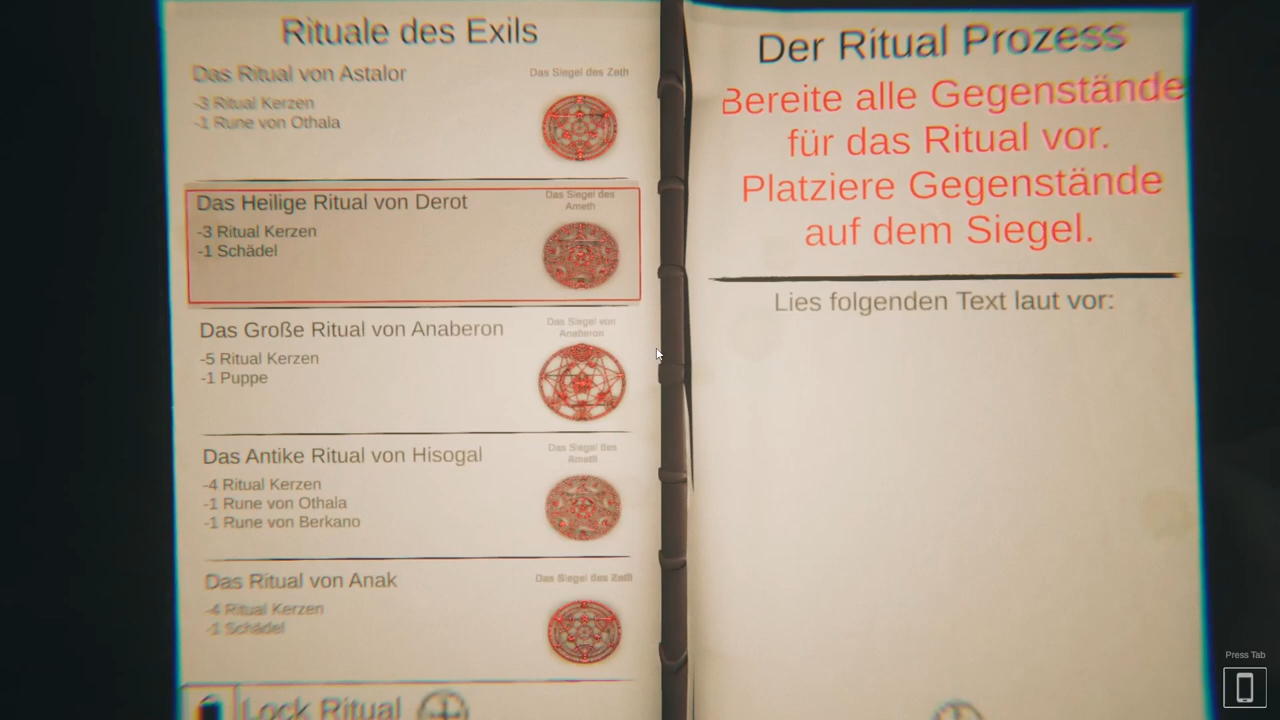 Rituale des Exils
Das Ritual von Astalor
Das Siegel des Zeth
-3 Ritual Kerzen
-1 Rune von Othala
Das Heilige Ritual von Derot
Das Siegel des
Ameth
-3 Ritual Kerzen
-1 Schädel
Das Große Ritual von Anaberon
Das Siegel von
Anaberon
-5 Ritual Kerzen
-1 Puppe
Das Antike Ritual von Hisogal
Das Siegel des
Ameth
-4 Ritual Kerzen
-1 Rune von Othala
-1 Rune von Berkano
Das Ritual von Anak
Das Siegel des Zeth
-4 Ritual Kerzen
-1 Schädel
Lock Ritual
Der Ritual Prozess
Bereite alle Gegenstände
für das Ritual vor.
Platziere Gegenstände
auf dem Siegel.
Lies folgenden Text laut vor:
Press Tab